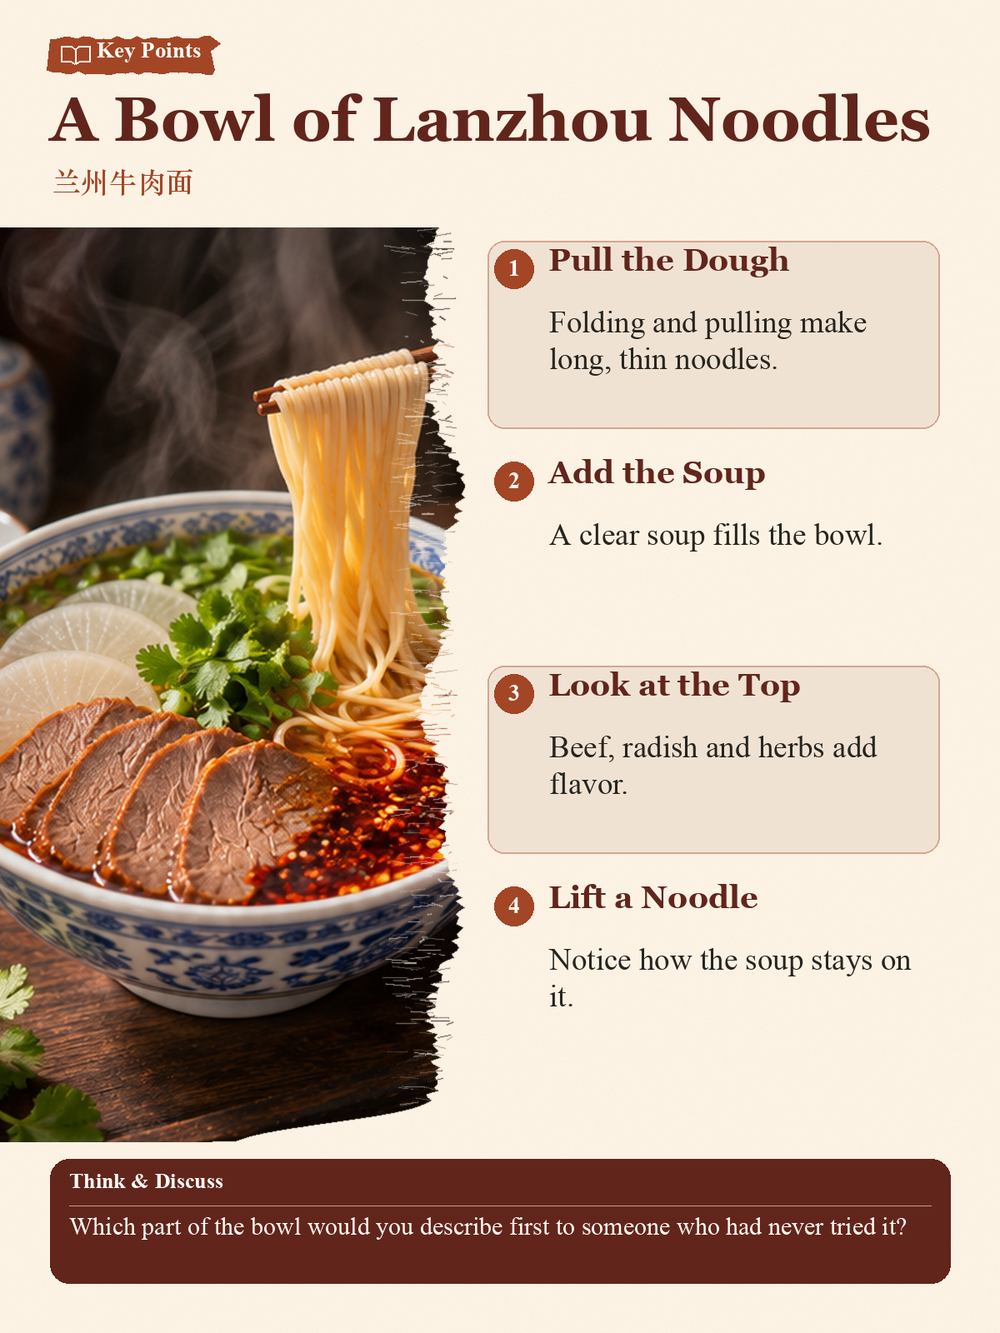 Key Points
A Bowl of Lanzhou Noodles
兰州牛肉面
1 Pull the Dough
Folding and pulling make
long, thin noodles.
2 Add the Soup
A clear soup fills the bowl.
3 Look at the Top
Beef, radish and herbs add
flavor.
4 Lift a Noodle
Notice how the soup stays on
it.
Think & Discuss
Which part of the bowl would you describe first to someone who had never tried it?